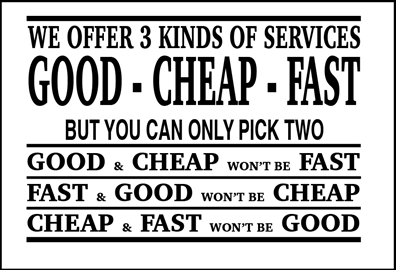 WE OFFER 3 KINDS OF SERVICES
GOOD - CHEAP - FAST
BUT YOU CAN ONLY PICK TWO
GOOD & CHEAP WON'T BE FAST
FAST & GOOD WON'T BE CHEAP
CHEAP & FAST WON'T BE GOOD